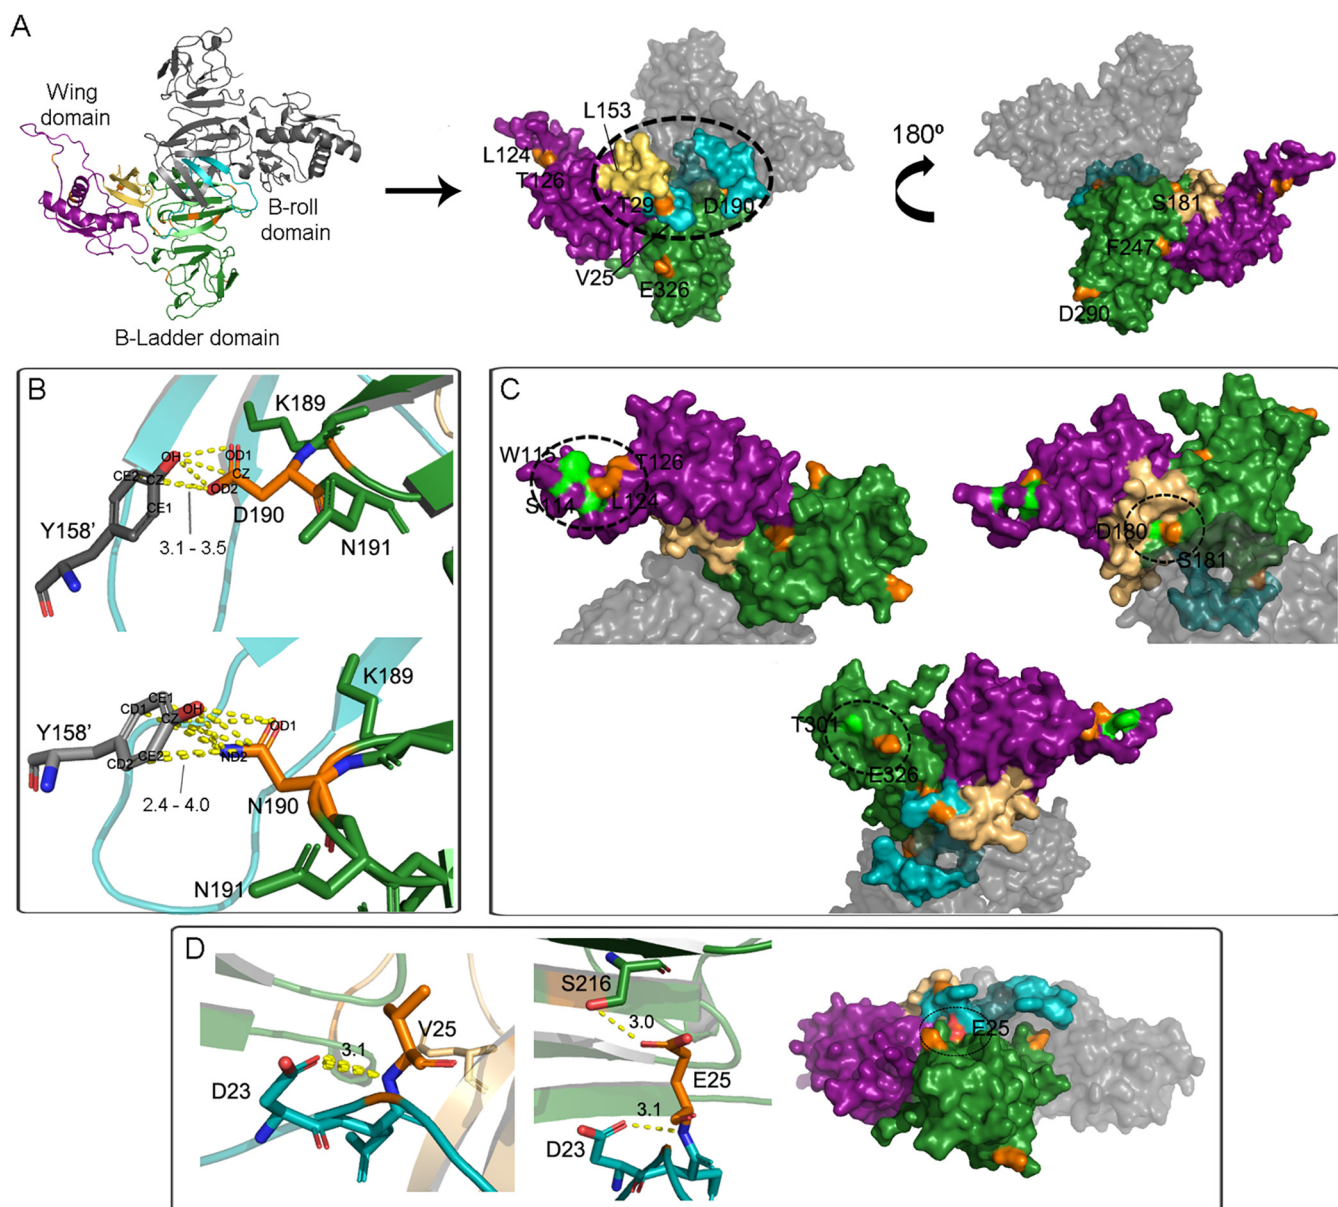 A
Wing
domain
B-roll
domain
B-Ladder domain
L153
L124
T126
T29
D190
V25
E326
180º
S181
F247
D290
B
K189
OH
OD1
CE2
CZ
CZ
OD2
CE1
D190
Y158'
3.1 - 3.5
N191
K189
CE1
OH
CD1
CZ
OD1
Y158'
CE2
ND2
CD2
2.4 - 4.0
N190
N191
C
W115
T126
S114
L124
D180
S181
T301
E326
D
V25
3.1
D23
S216
3.0
E25
3.1
D23
E25